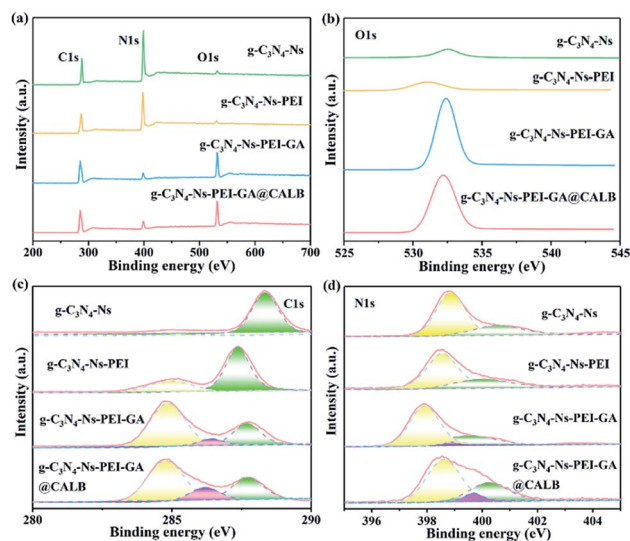 (a)
N1s
g-C₃N₄-Ns
C1s
O1s
g-C₃N₄-Ns-PEI
g-C₃N₄-Ns-PEI-GA
g-C₃N₄-Ns-PEI-GA@CALB
Intensity (a.u.)
200 300 400 500 600 700
Binding energy (eV)
(b)
O1s
g-C₃N₄-Ns
g-C₃N₄-Ns-PEI
g-C₃N₄-Ns-PEI-GA
g-C₃N₄-Ns-PEI-GA@CALB
Intensity (a.u.)
525 530 535 540 545
Binding energy (eV)
(c)
C1s
g-C₃N₄-Ns
g-C₃N₄-Ns-PEI
g-C₃N₄-Ns-PEI-GA
g-C₃N₄-Ns-PEI-GA
@CALB
Intensity (a.u.)
280 285 290
Binding energy (eV)
(d)
N1s
g-C₃N₄-Ns
g-C₃N₄-Ns-PEI
g-C₃N₄-Ns-PEI-GA
g-C₃N₄-Ns-PEI-GA
@CALB
Intensity (a.u.)
396 398 400 402 404
Binding energy (eV)